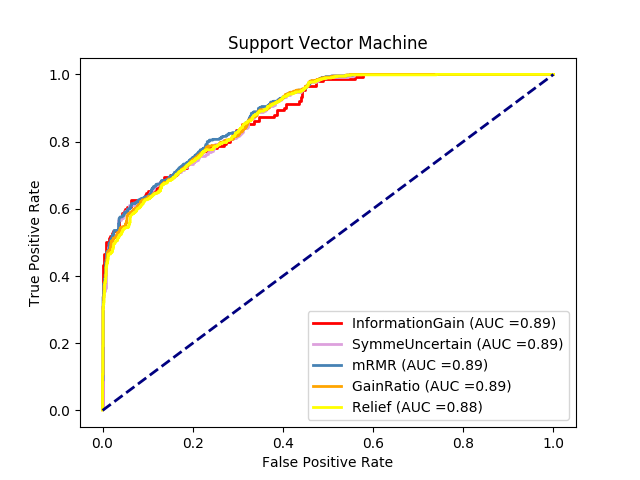 Support Vector Machine
True Positive Rate
1.0
0.8
0.6
0.4
0.2
0.0
InformationGain (AUC =0.89)
SymmeUncertain (AUC =0.89)
mRMR (AUC =0.89)
GainRatio (AUC =0.89)
Relief (AUC =0.88)
0.0 0.2 0.4 0.6 0.8 1.0
False Positive Rate